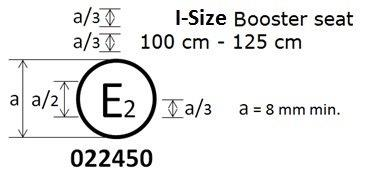 a/3 I-Size Booster seat
a/3 100 cm - 125 cm
a a/2 E2 a/3 a = 8 mm min.
022450